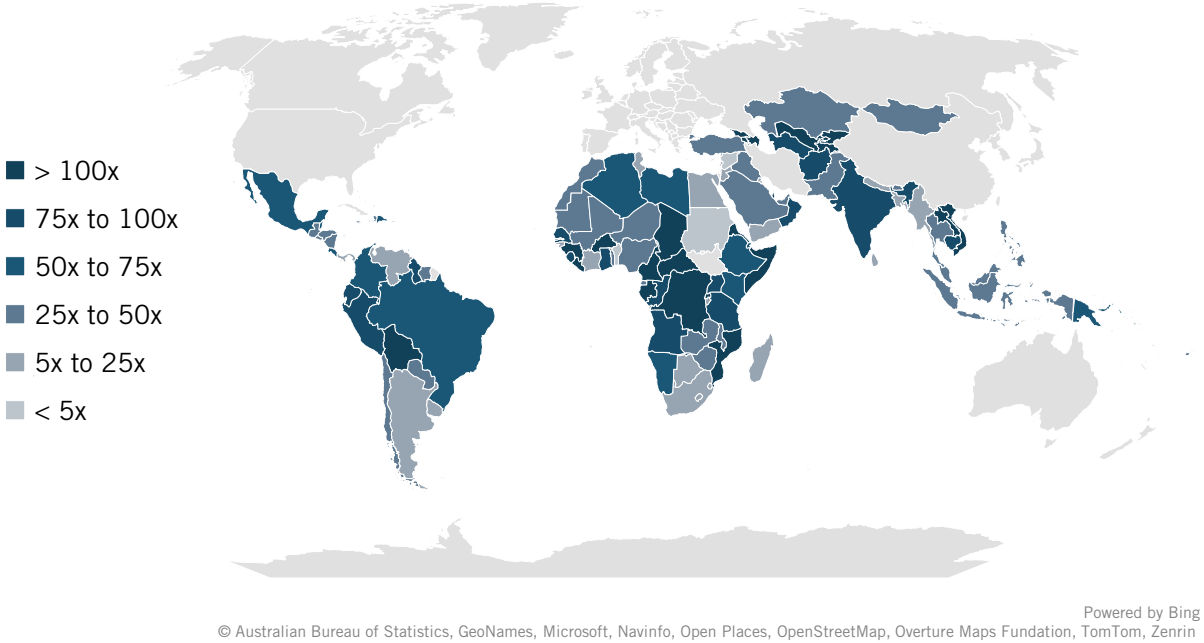 > 100x
75x to 100x
50x to 75x
25x to 50x
5x to 25x
< 5x
Powered by Bing
© Australian Bureau of Statistics, GeoNames, Microsoft, Navinfo, Open Places, OpenStreetMap, Overture Maps Fundation, TomTom, Zenrin